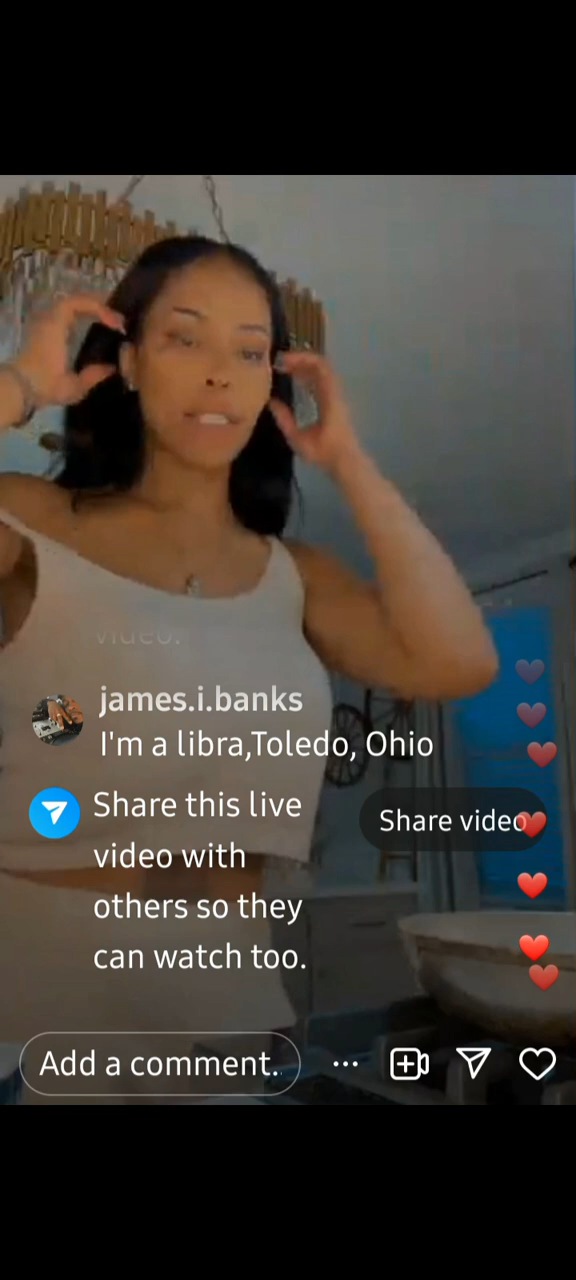 video.
james.i.banks
I'm a libra,Toledo, Ohio
Share this live
video with
others so they
can watch too.
Share video
Add a comment.